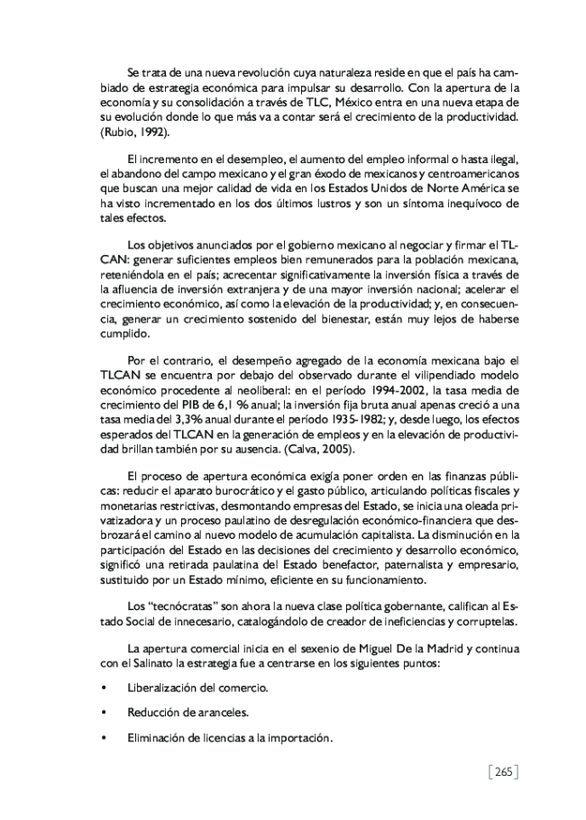 Se trata de una nueva revolución cuya naturaleza reside en que el país ha cam-
biado de estrategia económica para impulsar su desarrollo. Con la apertura de la
economía y su consolidación a través de TLC, México entra en una nueva etapa de
su evolución donde lo que más va a contar será el crecimiento de la productividad.
(Rubio, 1992).
El incremento en el desempleo, el aumento del empleo informal o hasta ilegal,
el abandono del campo mexicano y el gran éxodo de mexicanos y centroamericanos
que buscan una mejor calidad de vida en los Estados Unidos de Norte América se
ha visto incrementado en los dos últimos lustros y son un síntoma inequívoco de
tales efectos.
Los objetivos anunciados por el gobierno mexicano al negociar y firmar el TL-
CAN: generar suficientes empleos bien remunerados para la población mexicana,
reteniéndola en el país; acrecentar significativamente la inversión física a través de
la afluencia de inversión extranjera y de una mayor inversión nacional; acelerar el
crecimiento económico, así como la elevación de la productividad; y, en consecuen-
cia, generar un crecimiento sostenido del bienestar, están muy lejos de haberse
cumplido.
Por el contrario, el desempeño agregado de la economía mexicana bajo el
TLCAN se encuentra por debajo del observado durante el vilipendiado modelo
económico procedente al neoliberal: en el período 1994-2002, la tasa media de
crecimiento del PIB de 6,1 % anual; la inversión fija bruta anual apenas creció a una
tasa media del 3,3% anual durante el período 1935-1982; y, desde luego, los efectos
esperados del TLCAN en la generación de empleos y en la elevación de productivi-
dad brillan también por su ausencia. (Calva, 2005).
El proceso de apertura económica exigía poner orden en las finanzas públi-
cas: reducir el aparato burocrático y el gasto público, articulando políticas fiscales y
monetarias restrictivas, desmontando empresas del Estado, se inicia una oleada pri-
vatizadora y un proceso paulatino de desregulación económico-financiera que des-
brozará el camino al nuevo modelo de acumulación capitalista. La disminución en la
participación del Estado en las decisiones del crecimiento y desarrollo económico,
significó una retirada paulatina del Estado benefactor, paternalista y empresario,
sustituido por un Estado mínimo, eficiente en su funcionamiento.
Los “tecnócratas” son ahora la nueva clase política gobernante, califican al Es-
tado Social de innecesario, catalogándolo de creador de ineficiencias y corruptelas.
La apertura comercial inicia en el sexenio de Miguel De la Madrid y continua
con el Salinato la estrategia fue a centrarse en los siguientes puntos:
• Liberalización del comercio.
• Reducción de aranceles.
• Eliminación de licencias a la importación.
[265]